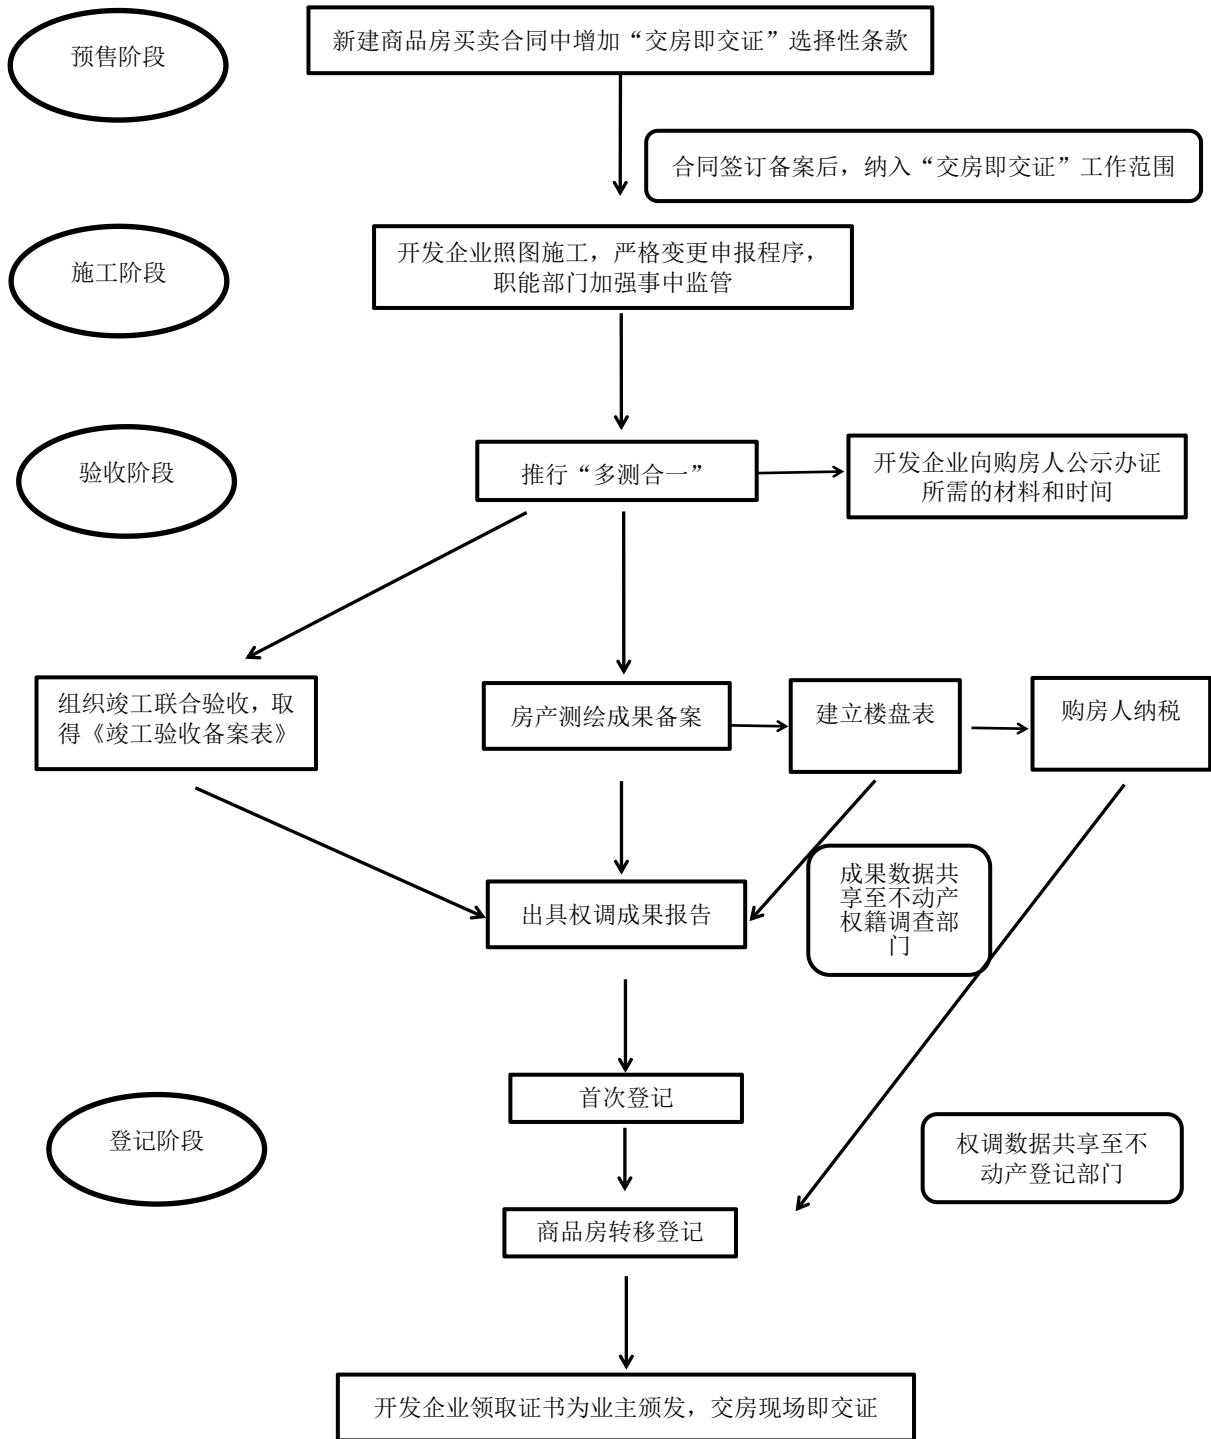 预售阶段
新建商品房买卖合同中增加“交房即交证”选择性条款
合同签订备案后，纳入“交房即交证”工作范围
施工阶段
开发企业照图施工，严格变更申报程序，
职能部门加强事中监管
验收阶段
推行“多测合一”
开发企业向购房人公示办证
所需的材料和时间
组织竣工联合验收，取
得《竣工验收备案表》
房产测绘成果备案
建立楼盘表
购房人纳税
出具权调成果报告
成果数据共
享至不动产
权籍调查部
门
首次登记
登记阶段
权调数据共享至不
动产登记部门
商品房转移登记
开发企业领取证书为业主颁发，交房现场即交证